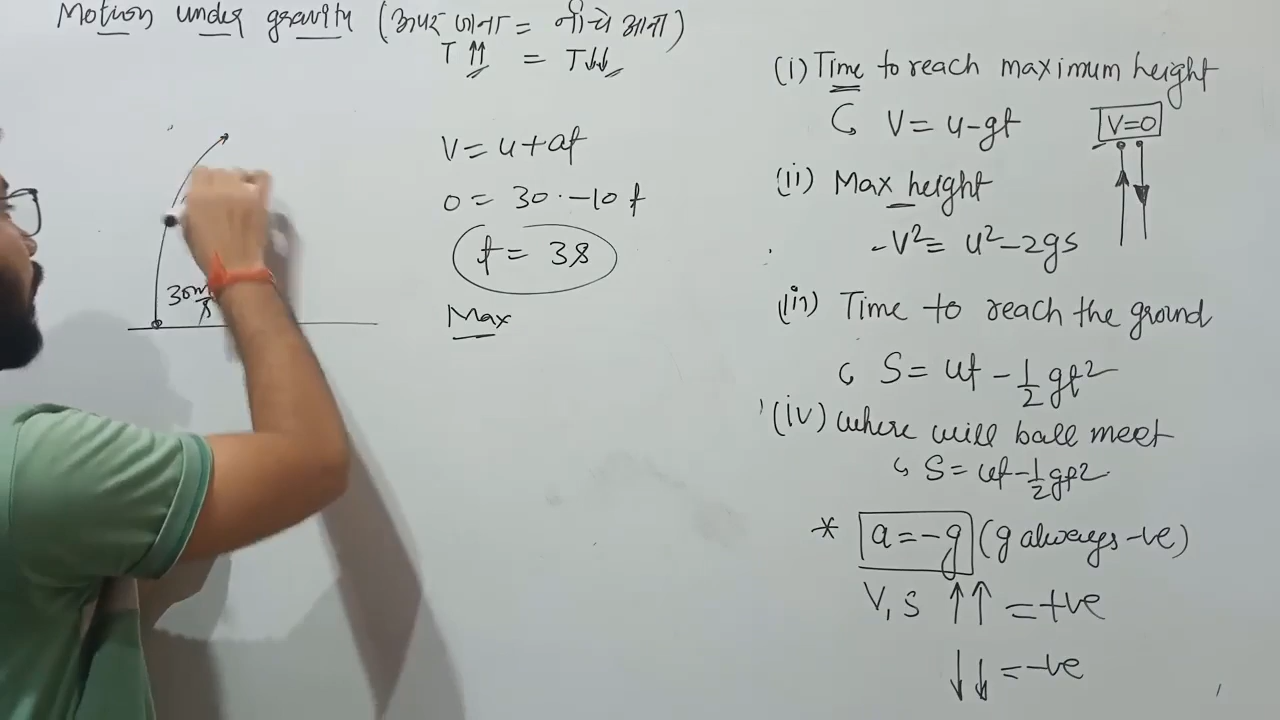 Motion under gravity (ऊपर जाना = नीचे आना)
T↑↑ = T↓↓
V = u + at
0 = 30 - 10 t
t = 3s
Max
30m/s
(i) Time to reach maximum height
V = u - gt
V=0
(ii) Max height
- V² = u² - 2gs
(iii) Time to reach the ground
S = ut - 1/2 gt²
(iv) where will ball meet
S = ut - 1/2 gt²
* a = -g (g always -ve)
V, S ↑↑ = +ve
↓↓ = -ve